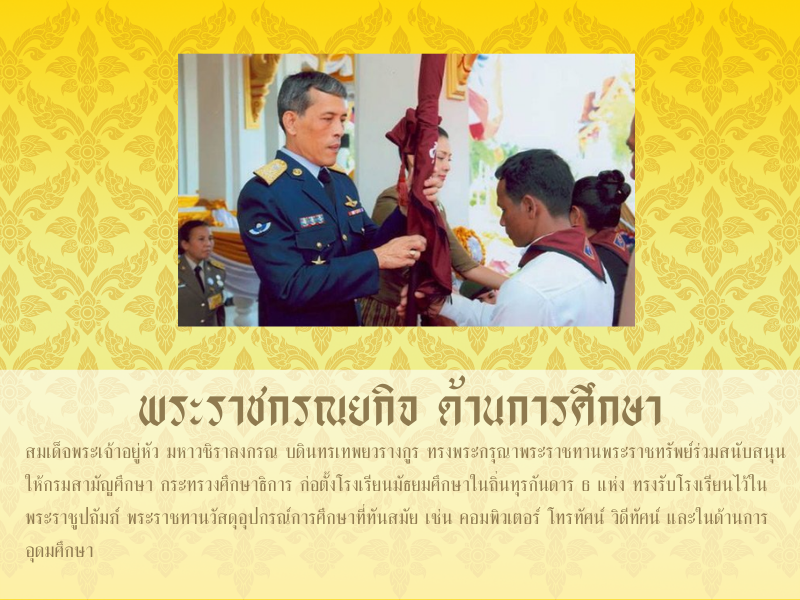 พระราชกรณยกิจ ด้านการศึกษา
สมเด็จพระเจ้าอยู่หัว มหาวชิราลงกรณ บดินทรเทพยวรางกูร ทรงพระกรุณาพระราชทานพระราชทรัพย์ร่วมสนับสนุน
ให้กรมสามัญศึกษา กระทรวงศึกษาธิการ ก่อตั้งโรงเรียนมัธยมศึกษาในถิ่นทุรกันดาร ๖ แห่ง ทรงรับโรงเรียนไว้ใน
พระราชูปถัมภ์ พระราชทานวัสดุอุปกรณ์การศึกษาที่ทันสมัย เช่น คอมพิวเตอร์ โทรทัศน์ วิดีทัศน์ และในด้านการ
อุดมศึกษา